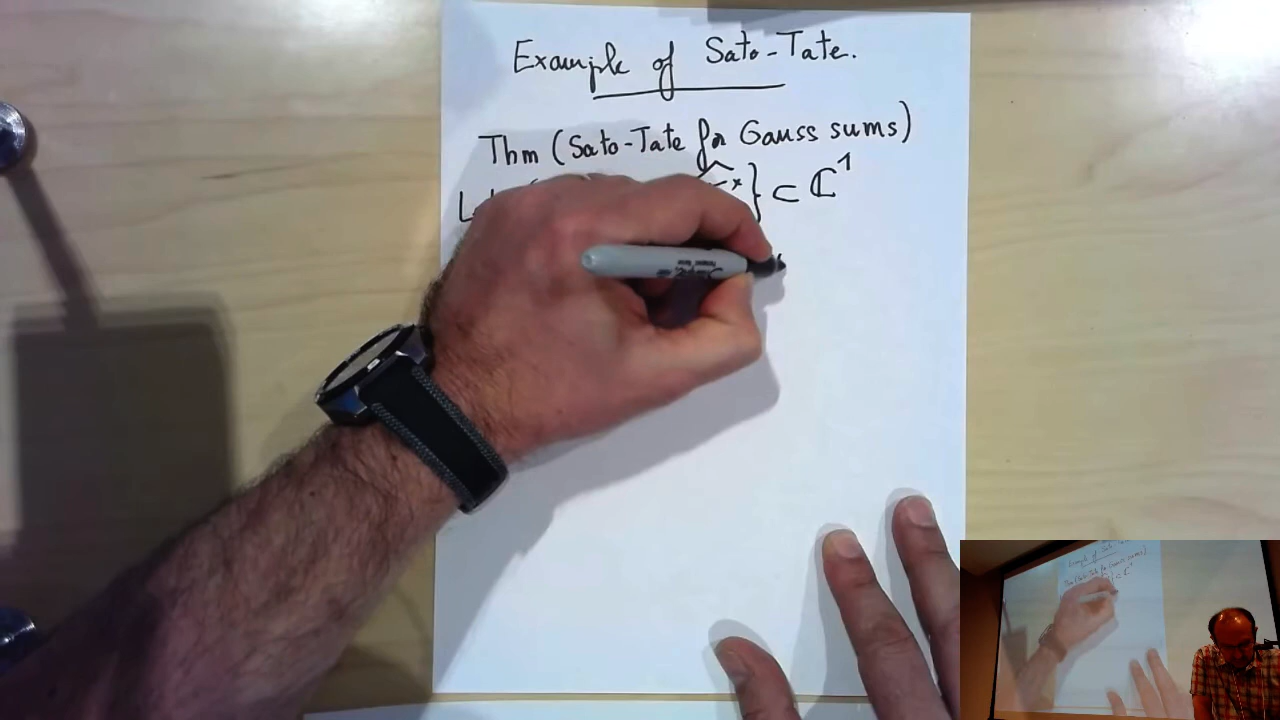 Example of Sato-Tate.
Thm (Sato-Tate for Gauss sums)
x} ⊂ ℂ¹